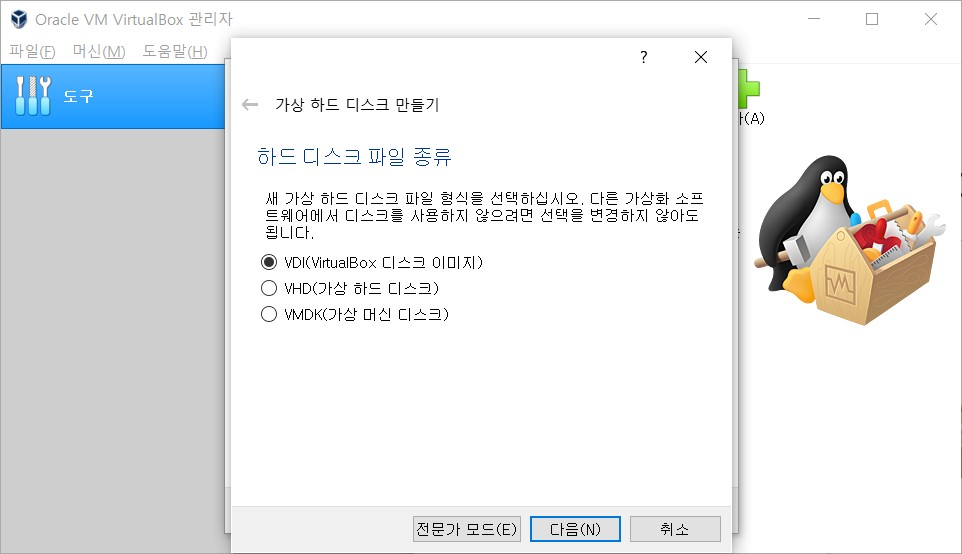 Oracle VM VirtualBox 관리자
파일(F) 머신(M) 도움말(H)
도구
?
가상 하드 디스크 만들기
하드 디스크 파일 종류
새 가상 하드 디스크 파일 형식을 선택하십시오. 다른 가상화 소프
트웨어에서 디스크를 사용하지 않으려면 선택을 변경하지 않아도
됩니다.
VDI(VirtualBox 디스크 이미지)
VHD(가상 하드 디스크)
VMDK(가상 머신 디스크)
전문가 모드(E) 다음(N) 취소
(A)